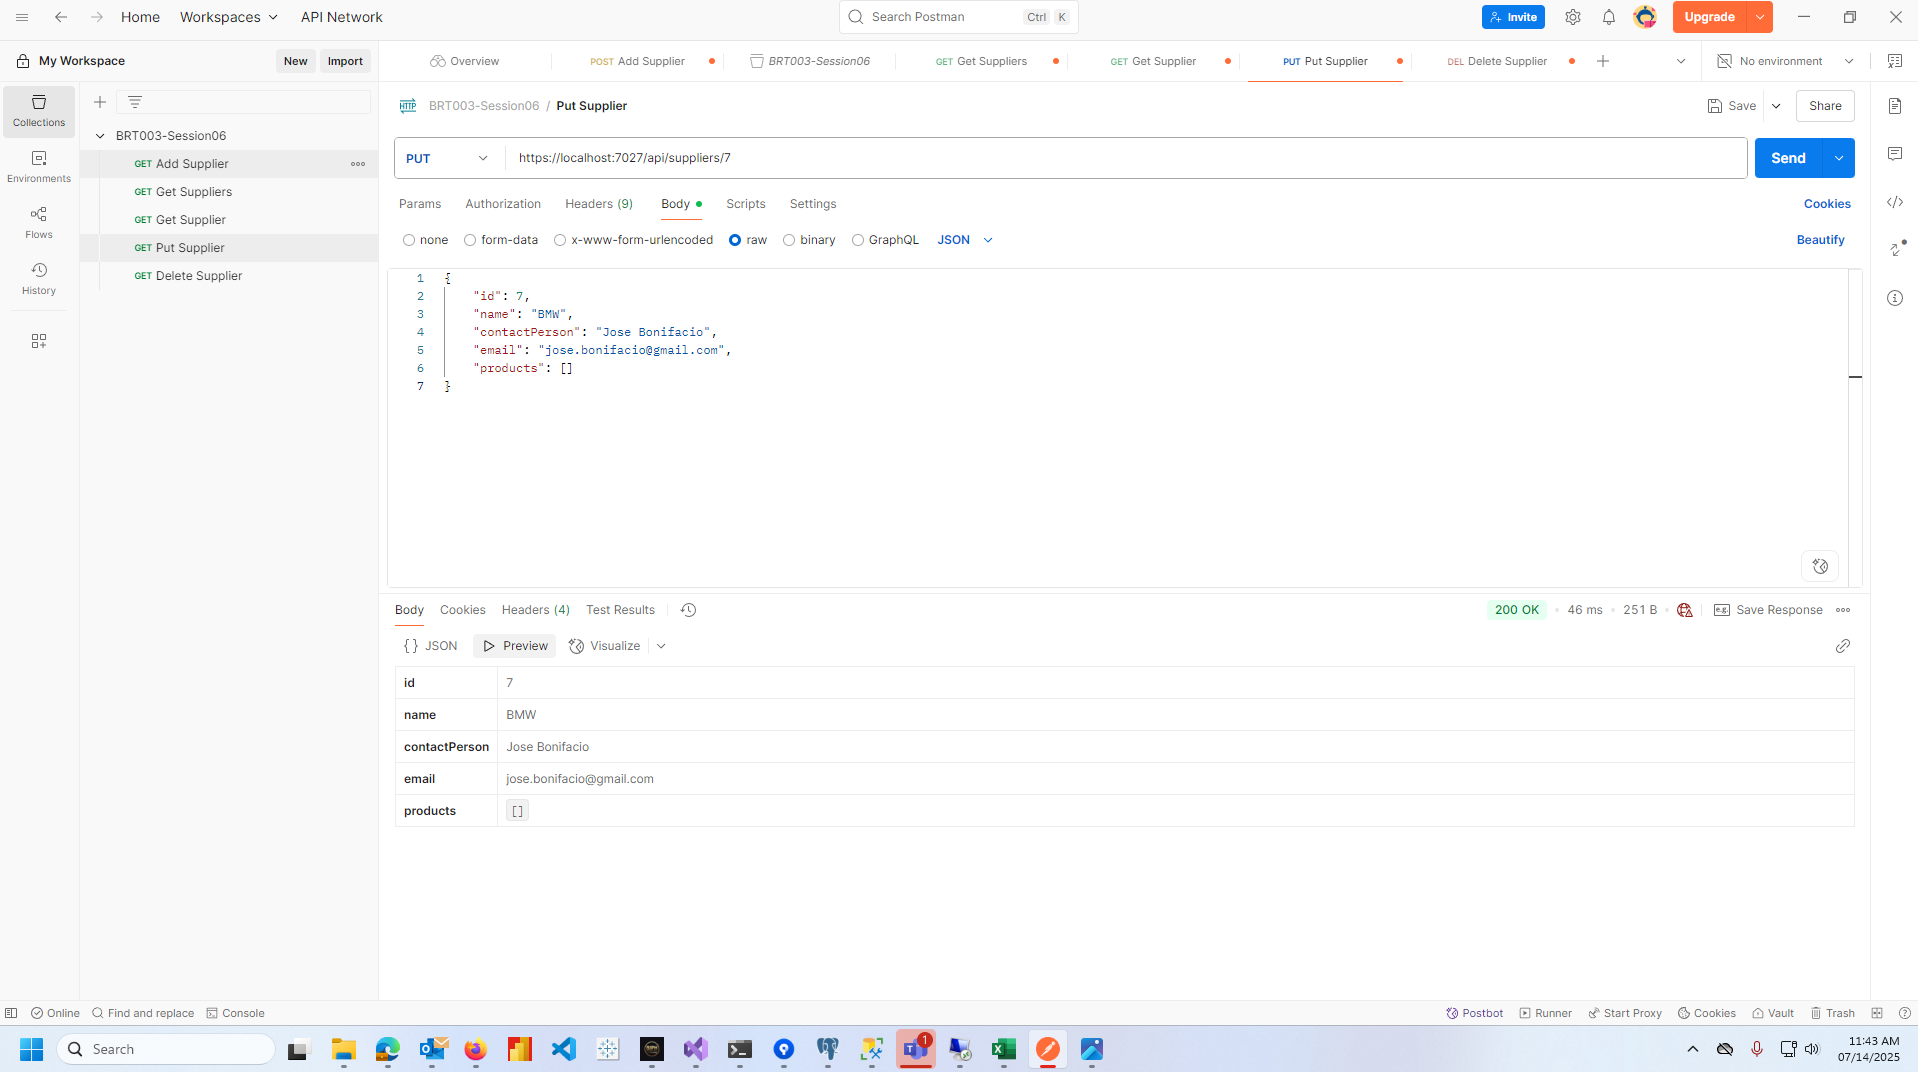 Home
Workspaces
API Network
Search Postman
Ctrl K
Invite
Upgrade
My Workspace
New
Import
Overview
POST Add Supplier
BRT003-Session06
GET Get Suppliers
GET Get Supplier
PUT Put Supplier
DEL Delete Supplier
No environment
Collections
Environments
Flows
History
BRT003-Session06
GET Add Supplier
GET Get Suppliers
GET Get Supplier
GET Put Supplier
GET Delete Supplier
HTTP BRT003-Session06 / Put Supplier
Save
Share
PUT
https://localhost:7027/api/suppliers/7
Send
Params
Authorization
Headers (9)
Body
Scripts
Settings
Cookies
none
form-data
x-www-form-urlencoded
raw
binary
GraphQL
JSON
Beautify
1 {
2 "id": 7,
3 "name": "BMW",
4 "contactPerson": "Jose Bonifacio",
5 "email": "jose.bonifacio@gmail.com",
6 "products": []
7 }
Body
Cookies
Headers (4)
Test Results
200 OK
46 ms
251 B
e.g. Save Response
{} JSON
Preview
Visualize
id 7
name BMW
contactPerson Jose Bonifacio
email jose.bonifacio@gmail.com
products []
Online
Find and replace
Console
Postbot
Runner
Start Proxy
Cookies
Vault
Trash
Search
1
11:43 AM
07/14/2025